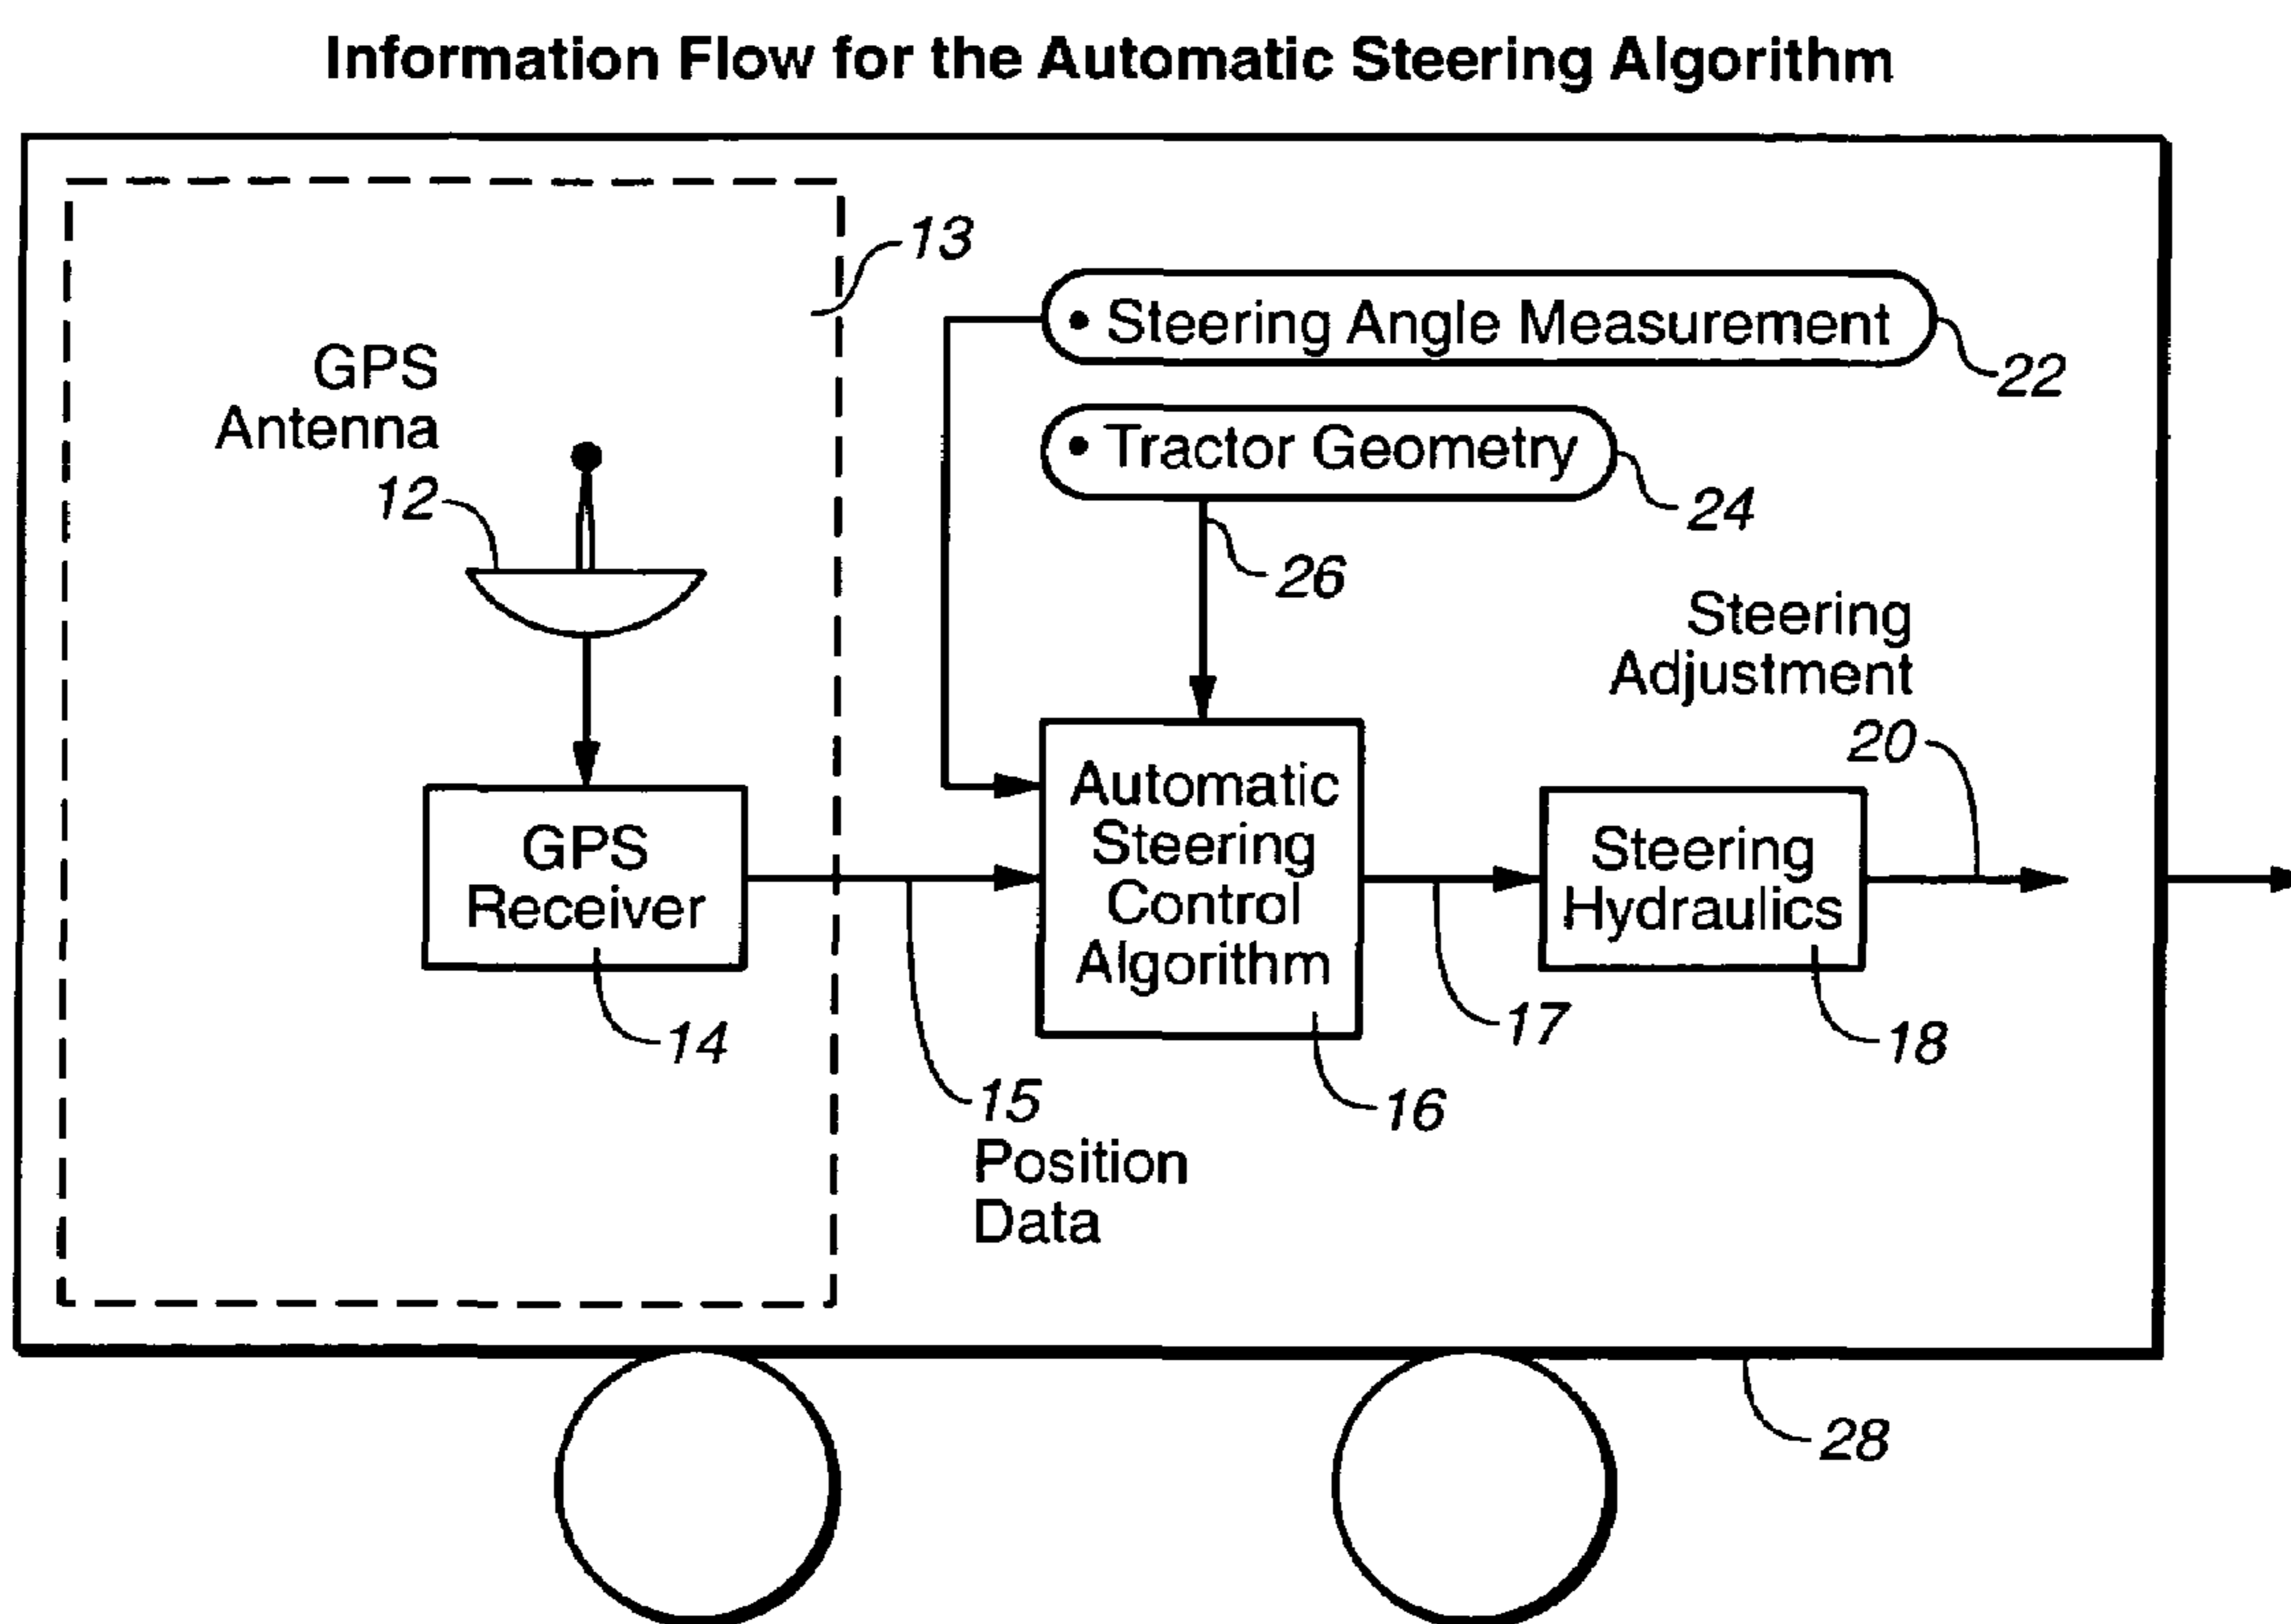 Information Flow for the Automatic Steering Algorithm
13
• Steering Angle Measurement
22
GPS
Antenna
12
• Tractor Geometry
24
26
Steering
Adjustment
20
GPS
Receiver
14
Automatic
Steering
Control
Algorithm
16
Steering
Hydraulics
18
17
15
Position
Data
28